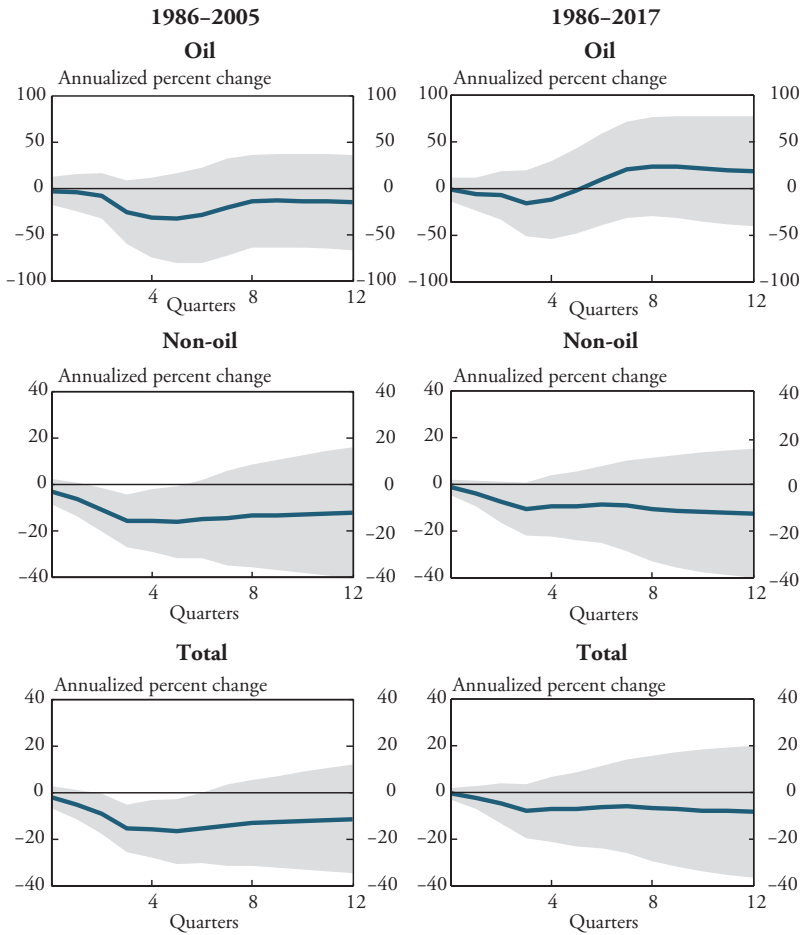 1986–2005
1986–2017
Oil
Oil
Annualized percent change
Annualized percent change
100 100 100 100
50 50 50 50
0 0 0 0
–50 –50 –50 –50
–100 –100 –100 –100
4 8 12 4 8 12
Quarters Quarters
Non-oil
Non-oil
Annualized percent change
Annualized percent change
40 40 40 40
20 20 20 20
0 0 0 0
–20 –20 –20 –20
–40 –40 –40 –40
4 8 12 4 8 12
Quarters Quarters
Total
Total
Annualized percent change
Annualized percent change
40 40 40 40
20 20 20 20
0 0 0 0
–20 –20 –20 –20
–40 –40 –40 –40
4 8 12 4 8 12
Quarters Quarters